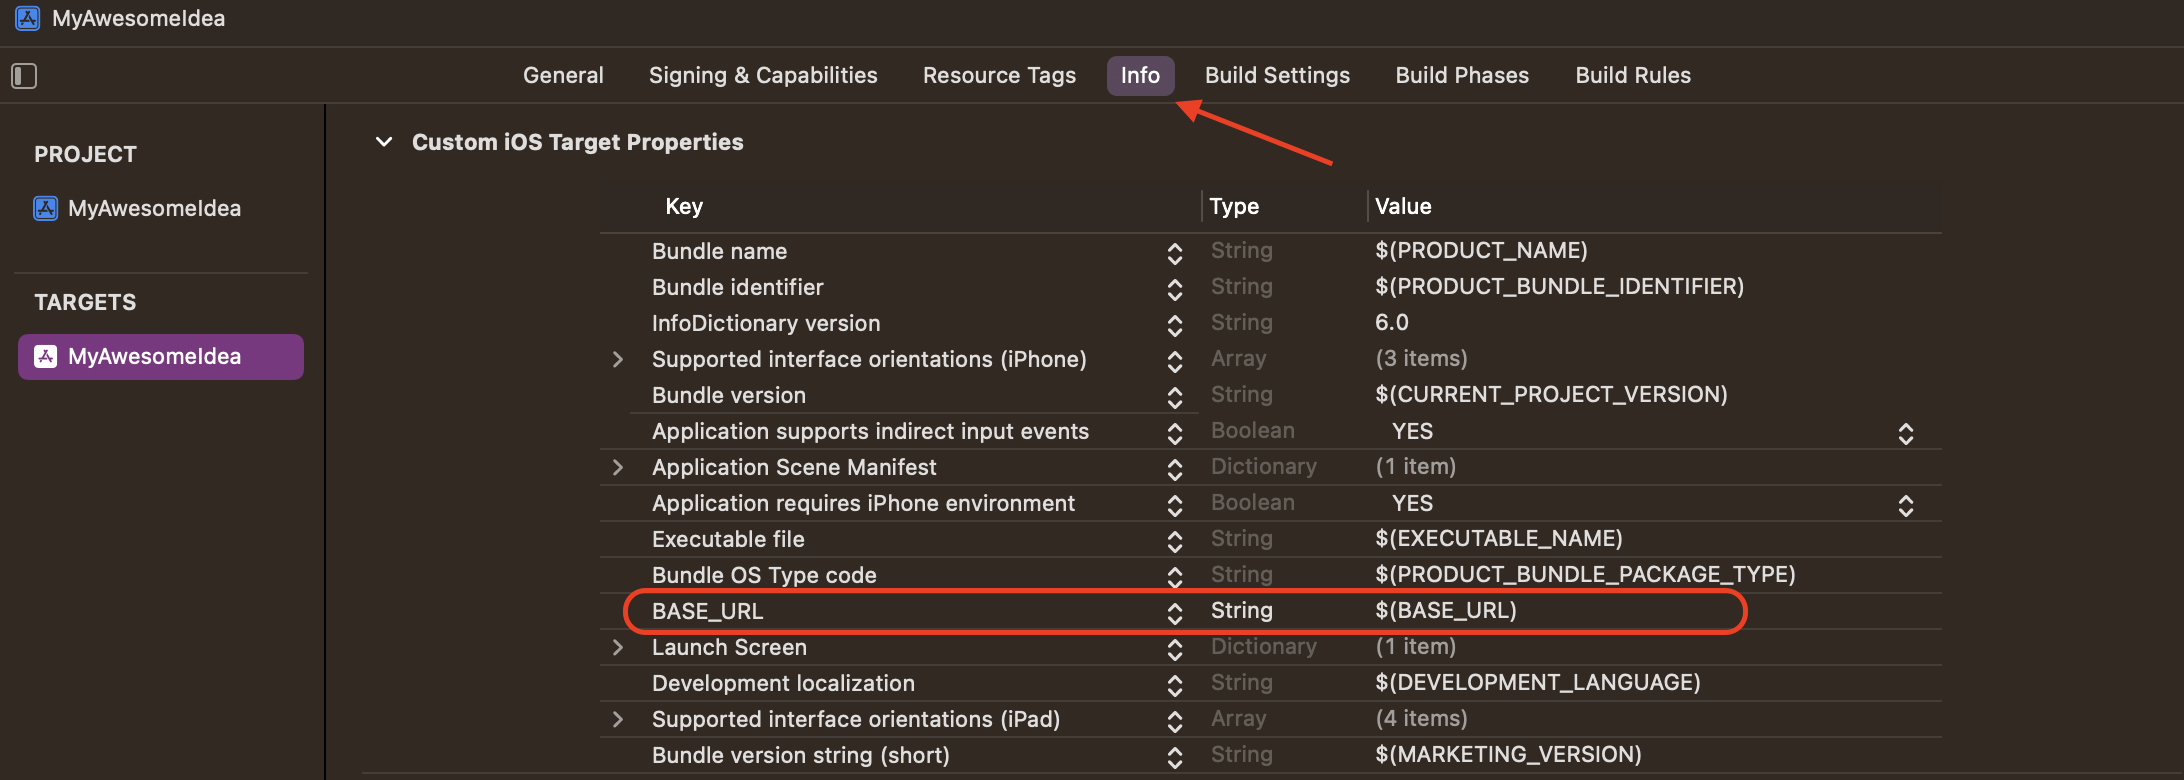 MyAwesomeIdea
General Signing & Capabilities Resource Tags Info Build Settings Build Phases Build Rules
PROJECT
MyAwesomeIdea
TARGETS
MyAwesomeIdea
Custom iOS Target Properties
Key Type Value
Bundle name String $(PRODUCT_NAME)
Bundle identifier String $(PRODUCT_BUNDLE_IDENTIFIER)
InfoDictionary version String 6.0
Supported interface orientations (iPhone) Array (3 items)
Bundle version String $(CURRENT_PROJECT_VERSION)
Application supports indirect input events Boolean YES
Application Scene Manifest Dictionary (1 item)
Application requires iPhone environment Boolean YES
Executable file String $(EXECUTABLE_NAME)
Bundle OS Type code String $(PRODUCT_BUNDLE_PACKAGE_TYPE)
BASE_URL String $(BASE_URL)
Launch Screen Dictionary (1 item)
Development localization String $(DEVELOPMENT_LANGUAGE)
Supported interface orientations (iPad) Array (4 items)
Bundle version string (short) String $(MARKETING_VERSION)